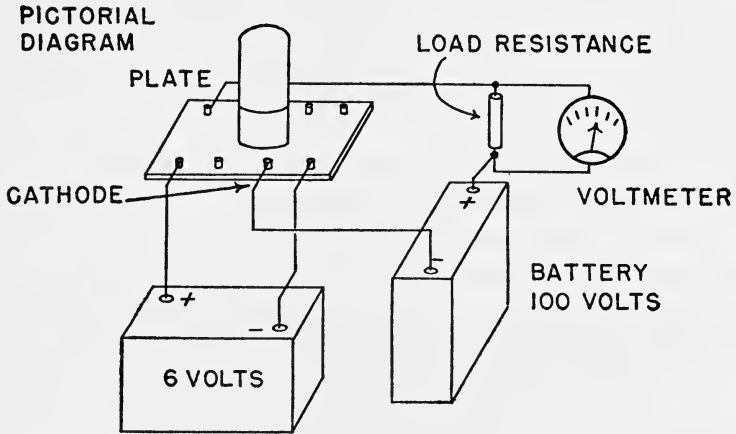 PICTORIAL
DIAGRAM
LOAD RESISTANCE
PLATE
CATHODE
VOLTMETER
+
-
BATTERY
100 VOLTS
+
-
6 VOLTS